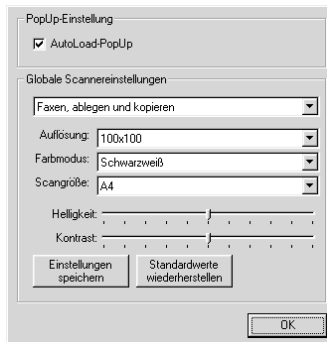 PopUp-Einstellung
AutoLoad-PopUp
Globale Scannereinstellungen
Faxen, ablegen und kopieren
Auflösung: 100x100
Farbmodus: Schwarzweiß
Scangröße: A4
Helligkeit:
Kontrast:
Einstellungen
speichern
Standardwerte
wiederherstellen
OK